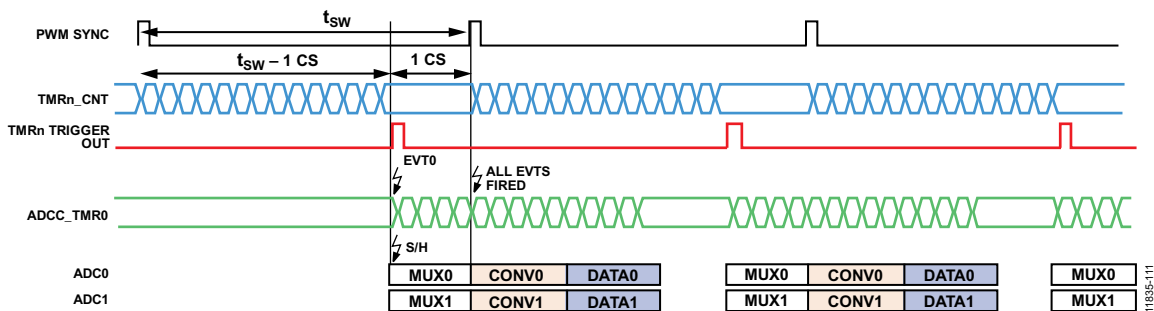 PWM SYNC
tSW
tSW – 1 CS
1 CS
TMRn_CNT
TMRn TRIGGER
OUT
EVT0
ALL EVTS
FIRED
ADCC_TMR0
S/H
ADC0
MUX0 CONV0 DATA0 MUX0 CONV0 DATA0 MUX0
ADC1
MUX1 CONV1 DATA1 MUX1 CONV1 DATA1 MUX1
11835-111